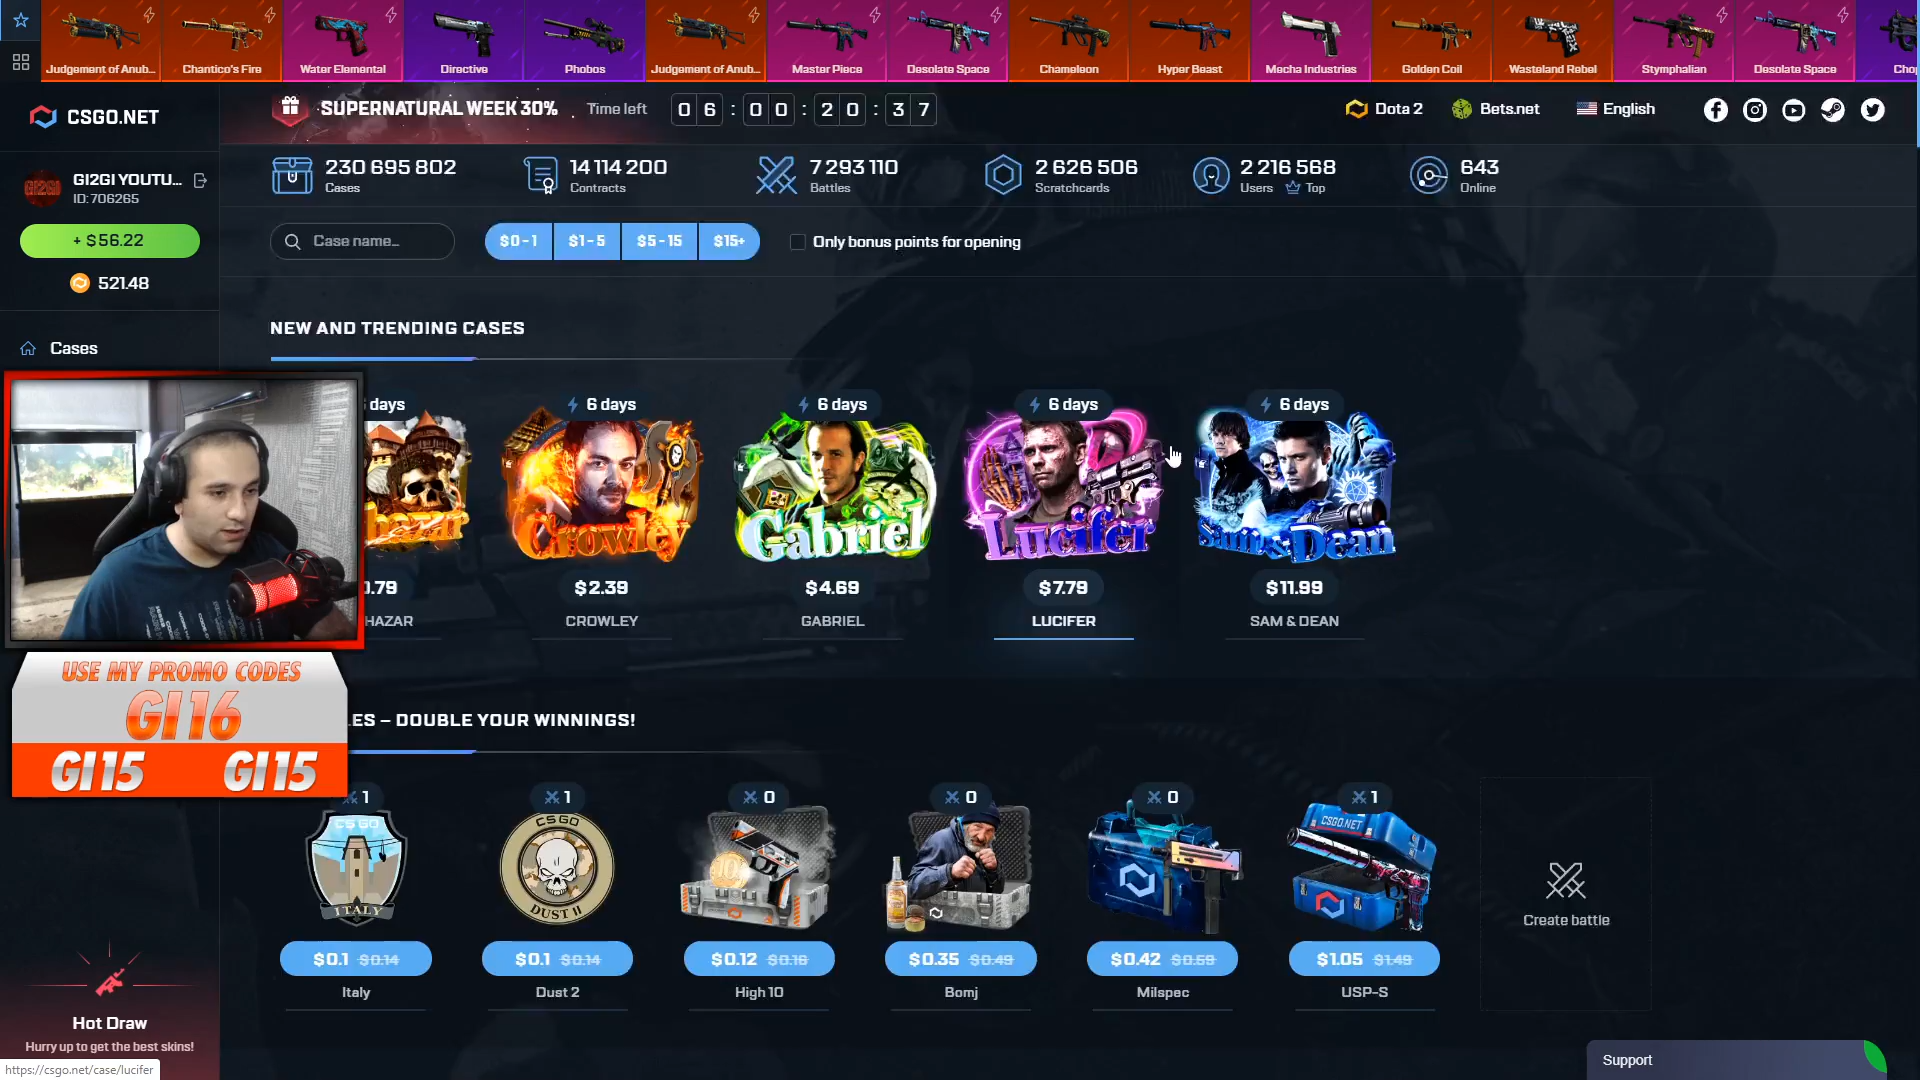 Judgement of Anub...
Chantico's Fire
Water Elemental
Directive
Phobos
Judgement of Anub...
Master Piece
Desolate Space
Chameleon
Hyper Beast
Mecha Industries
Golden Coil
Wasteland Rebel
Stymphalian
Desolate Space
CSGO.NET
SUPERNATURAL WEEK 30%
Time left
06:00:20:37
Dota 2
Bets.net
English
GI2GI
GI2GI YOUTU...
ID: 706265
+ $56.22
521.48
Cases
230 695 802
Cases
14 114 200
Contracts
7 293 110
Battles
2 626 506
Scratchcards
2 216 568
Users
Top
643
Online
Case name...
$0 - 1
$1 - 5
$5 - 15
$15+
Only bonus points for opening
NEW AND TRENDING CASES
days
6 days
6 days
6 days
6 days
hazar
Crowley
Gabriel
Lucifer
Sam & Dean
.79
$2.39
$4.69
$7.79
$11.99
HAZAR
CROWLEY
GABRIEL
LUCIFER
SAM & DEAN
USE MY PROMO CODES
GI16
GI15 GI15
LES – DOUBLE YOUR WINNINGS!
1
1
0
0
0
1
CS GO
ITALY
CS GO
DUST II
CSGO.NET
Create battle
$0.1 $0.14
$0.1 $0.14
$0.12 $0.16
$0.35 $0.49
$0.42 $0.59
$1.05 $1.49
Italy
Dust 2
High 10
Bomj
Milspec
USP-S
Hot Draw
Hurry up to get the best skins!
https://csgo.net/case/lucifer
Support